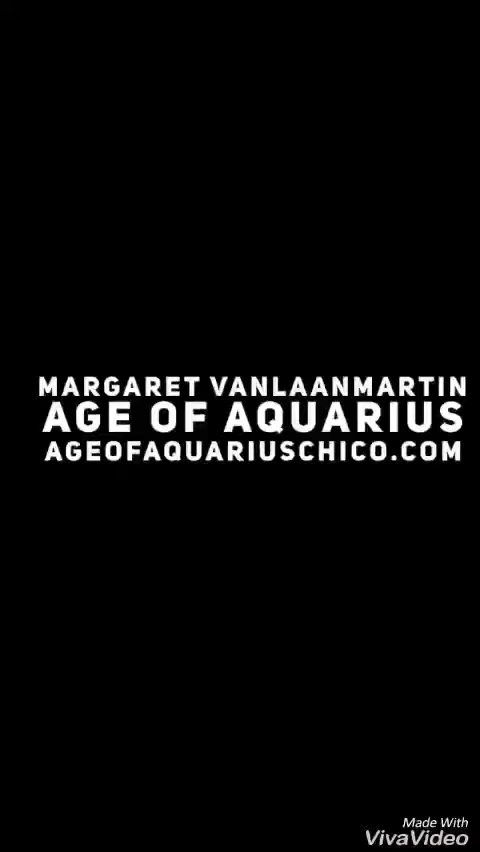 MARGARET VANLAANMARTIN
AGE OF AQUARIUS
AGEOFAQUARIUSCHICO.COM
Made With
VivaVideo